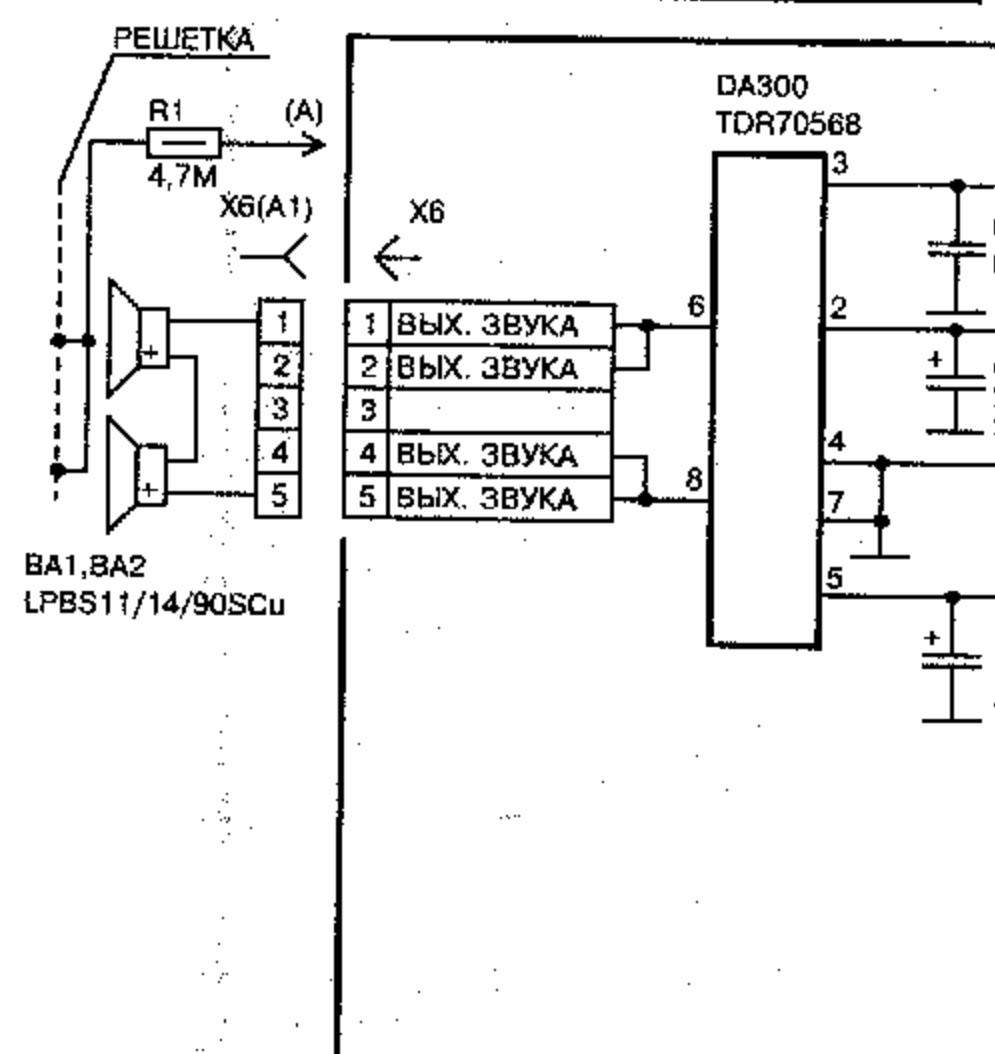 РЕШЕТКА
R1
(A)
4,7M
X6(A1)
X6
DA300
TDR70568
3
6
2
4
8
7
5
1
2
3
4
5
1 ВЫХ. ЗВУКА
2 ВЫХ. ЗВУКА
3
4 ВЫХ. ЗВУКА
5 ВЫХ. ЗВУКА
+
+
+
+
BA1,BA2
LPBS11/14/90SCu